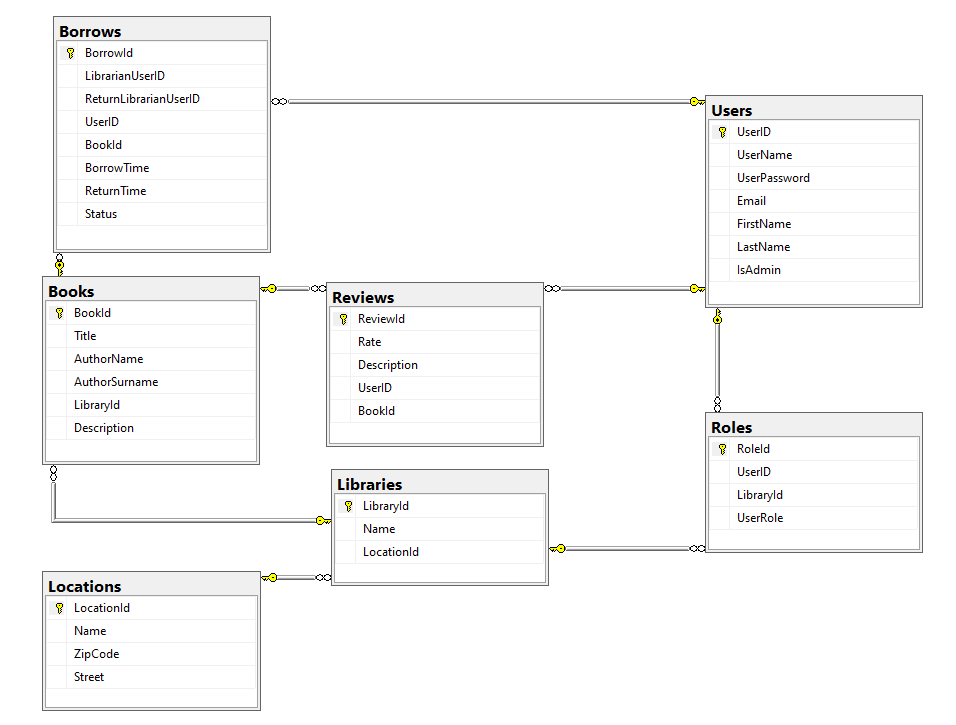 Borrows
BorrowId
LibrarianUserID
ReturnLibrarianUserID
UserID
BookId
BorrowTime
ReturnTime
Status
Users
UserID
UserName
UserPassword
Email
FirstName
LastName
IsAdmin
Books
BookId
Title
AuthorName
AuthorSurname
LibraryId
Description
Reviews
ReviewId
Rate
Description
UserID
BookId
Roles
RoleId
UserID
LibraryId
UserRole
Libraries
LibraryId
Name
LocationId
Locations
LocationId
Name
ZipCode
Street